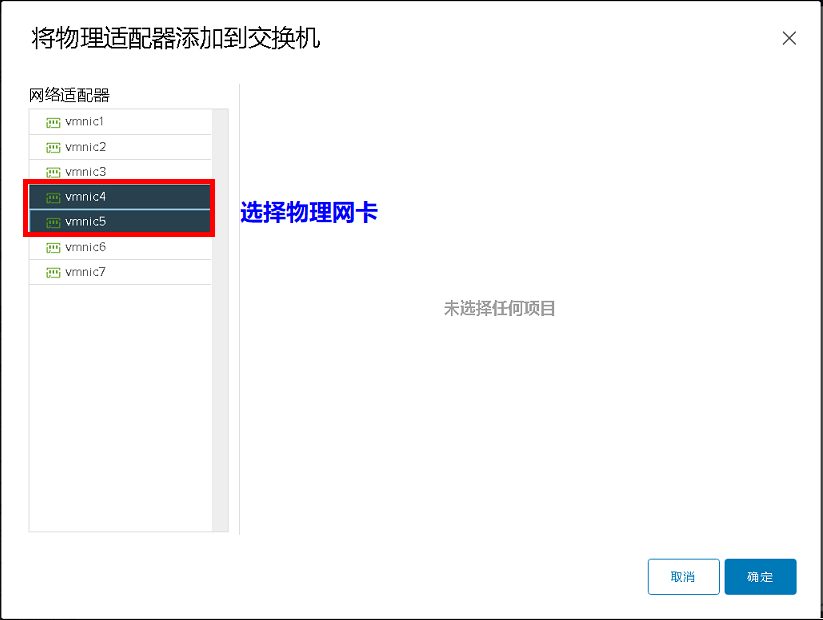 将物理适配器添加到交换机
网络适配器
vmnic1
vmnic2
vmnic3
vmnic4
vmnic5
选择物理网卡
vmnic6
vmnic7
未选择任何项目
取消
确定